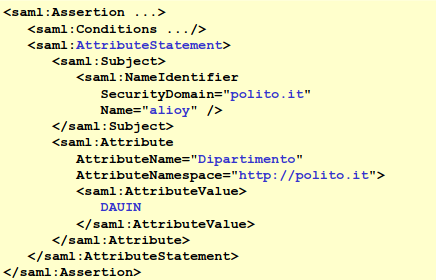 <saml:Assertion ...>
<saml:Conditions .../>
<saml:AttributeStatement>
<saml:Subject>
<saml:NameIdentifier
SecurityDomain="polito.it"
Name="alioy" />
</saml:Subject>
<saml:Attribute
AttributeName="Dipartimento"
AttributeNamespace="http://polito.it">
<saml:AttributeValue>
DAUIN
</saml:AttributeValue>
</saml:Attribute>
</saml:AttributeStatement>
</saml:Assertion>